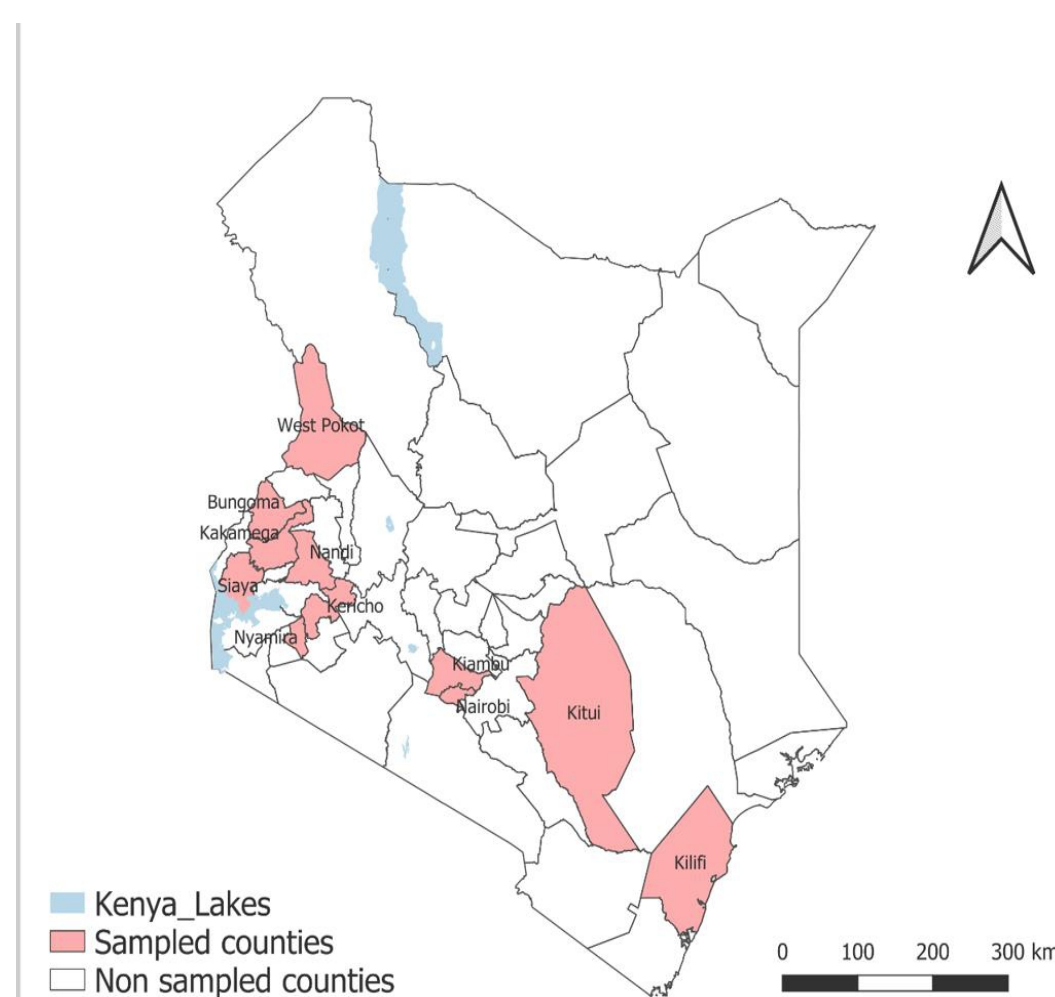 West Pokot
Bungoma
Kakamega
Nandi
Siaya
Kericho
Nyamira
Kiambu
Nairobi
Kitui
Kilifi
Kenya_Lakes
Sampled counties
Non sampled counties
0 100 200 300 km